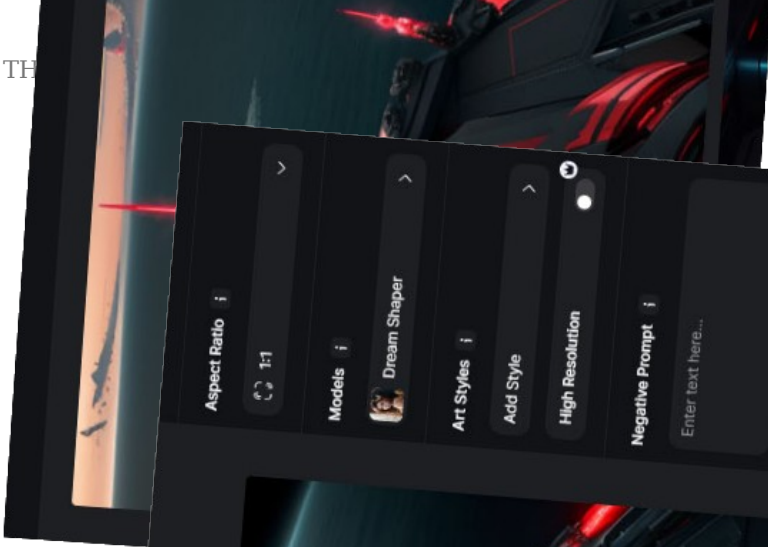 TH
Aspect Ratio i
1:1
Models i
Dream Shaper
Art Styles i
Add Style
High Resolution
Negative Prompt i
Enter text here...